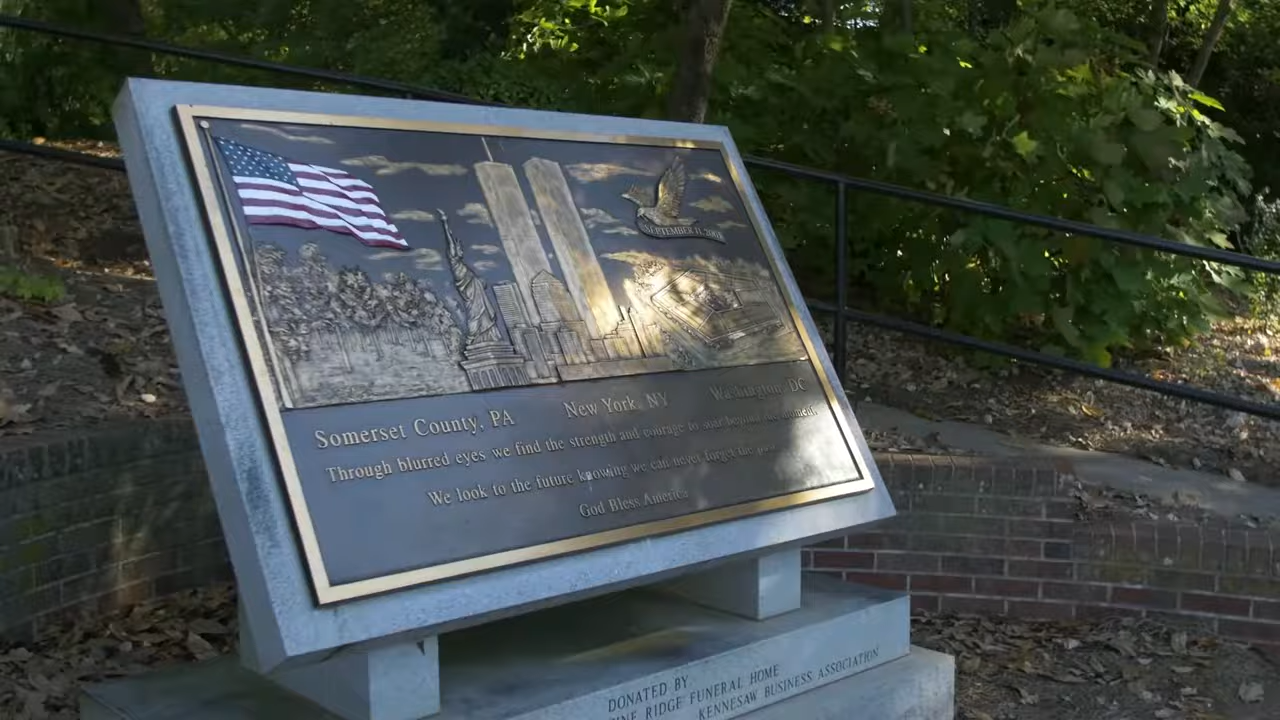 SEPTEMBER 11, 2001
Somerset County, PA
New York, NY
Washington, DC
Through blurred eyes we find the strength and courage to soar beyond the moment.
We look to the future knowing we can never forget the past.
God Bless America
DONATED BY
RIDGE FUNERAL HOME
KENNESAW BUSINESS ASSOCIATION